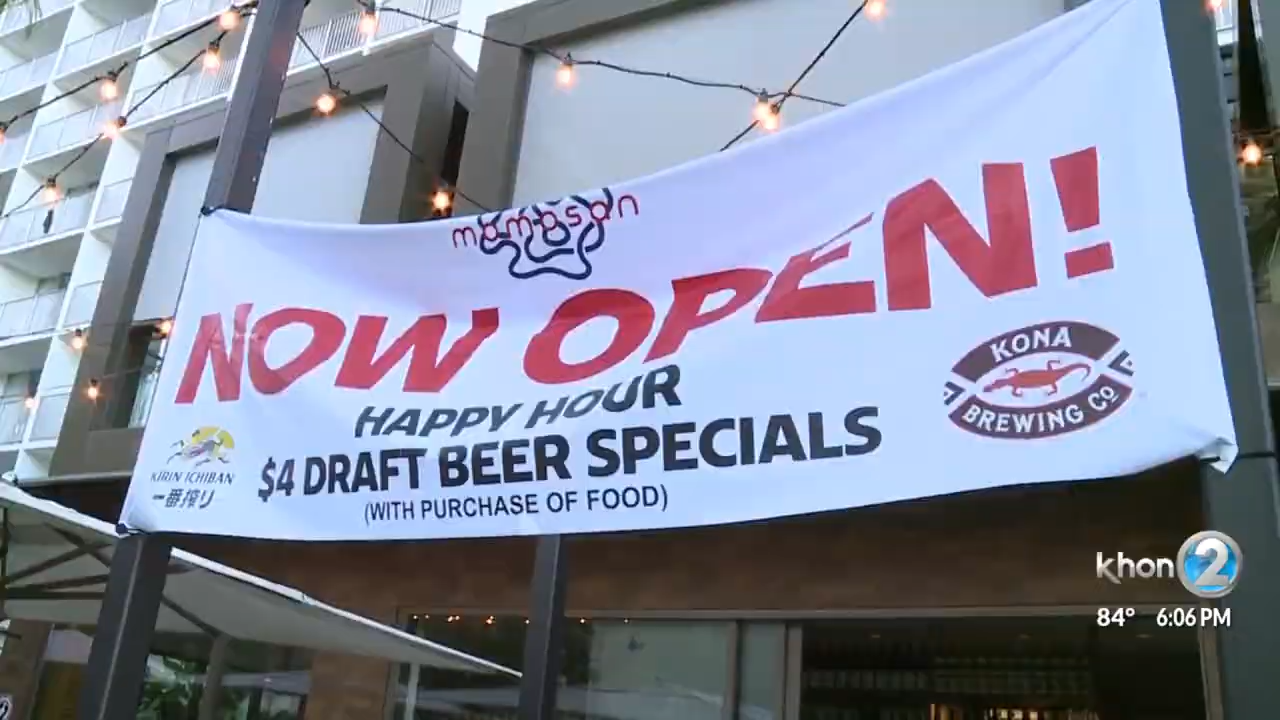 momosan
NOW OPEN!
HAPPY HOUR
$4 DRAFT BEER SPECIALS
(WITH PURCHASE OF FOOD)
KIRIN ICHIBAN
一番搾り
KONA
BREWING Co
khon 2
84° 6:06 PM